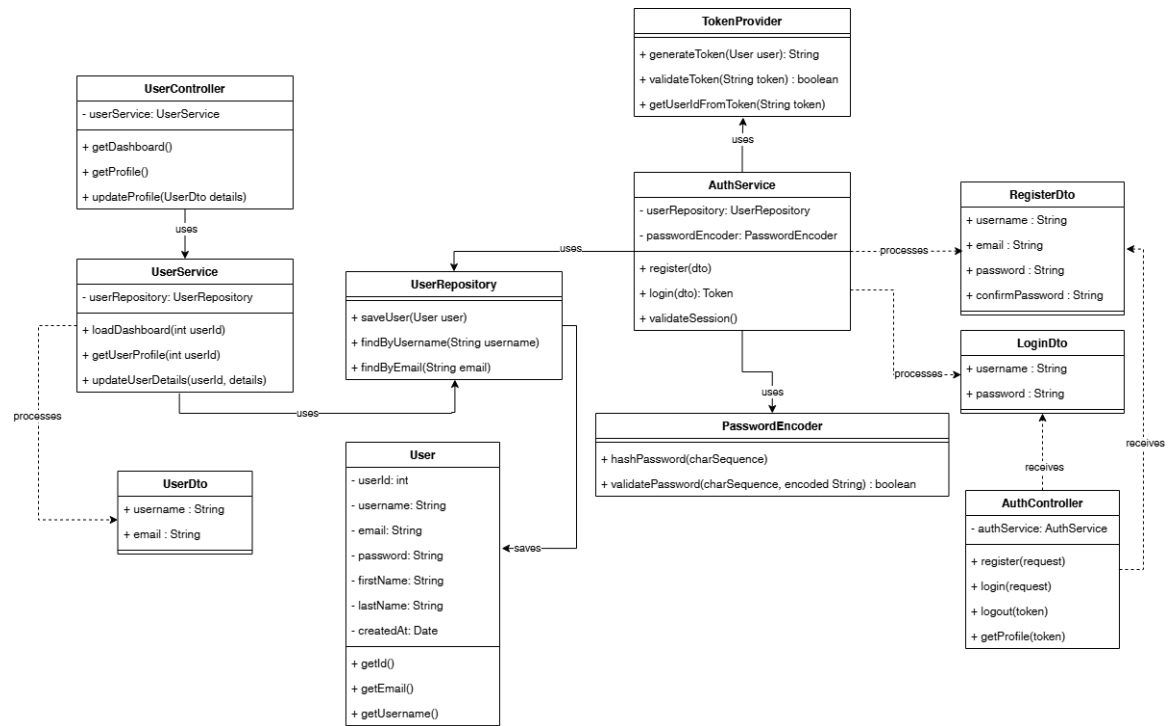 TokenProvider
+ generateToken(User user): String
+ validateToken(String token) : boolean
+ getUserIdFromToken(String token)
uses
UserController
- userService: UserService
+ getDashboard()
+ getProfile()
+ updateProfile(UserDto details)
uses
AuthService
- userRepository: UserRepository
- passwordEncoder: PasswordEncoder
+ register(dto)
+ login(dto): Token
+ validateSession()
uses
processes
processes
uses
RegisterDto
+ username : String
+ email : String
+ password : String
+ confirmPassword : String
UserService
- userRepository: UserRepository
+ loadDashboard(int userId)
+ getUserProfile(int userId)
+ updateUserDetails(userId, details)
processes
uses
UserRepository
+ saveUser(User user)
+ findByUsername(String username)
+ findByEmail(String email)
saves
LoginDto
+ username : String
+ password : String
PasswordEncoder
+ hashPassword(charSequence)
+ validatePassword(charSequence, encoded String) : boolean
receives
receives
User
- userId: int
- username: String
- email: String
- password: String
- firstName: String
- lastName: String
- createdAt: Date
+ getId()
+ getEmail()
+ getUsername()
UserDto
+ username : String
+ email : String
AuthController
- authService: AuthService
+ register(request)
+ login(request)
+ logout(token)
+ getProfile(token)